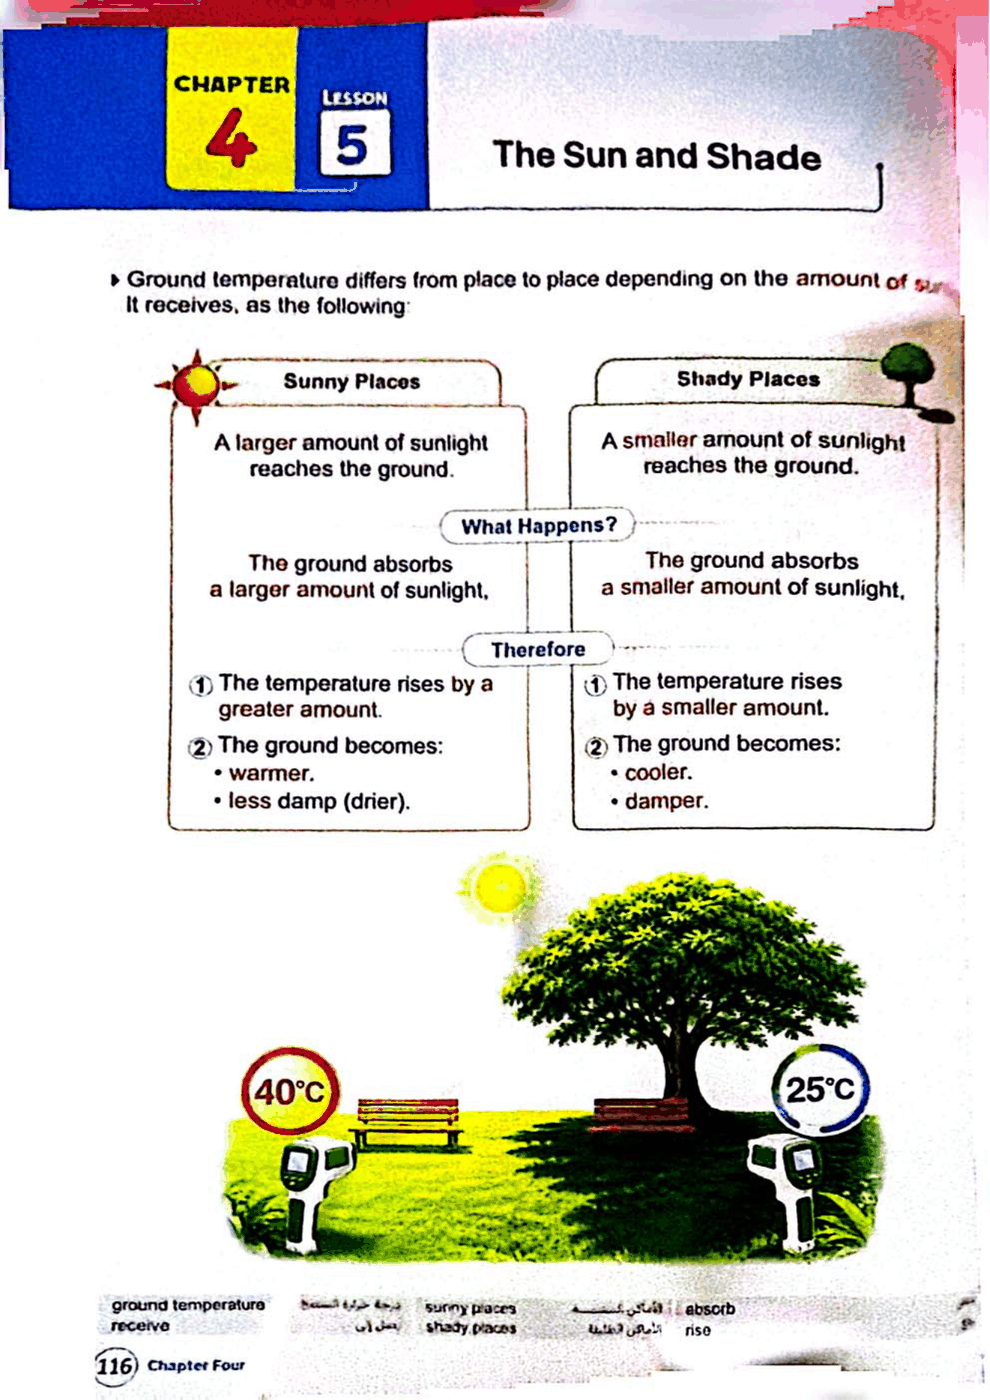 CHAPTER
4
LESSON
5
The Sun and Shade
Ground temperature differs from place to place depending on the amount of
It receives, as the following:
Sunny Places
A larger amount of sunlight
reaches the ground.
Shady Places
A smaller amount of sunlight
reaches the ground.
What Happens?
The ground absorbs
a larger amount of sunlight,
The ground absorbs
a smaller amount of sunlight,
Therefore
1 The temperature rises by a
greater amount.
2 The ground becomes:
• warmer.
• less damp (drier).
1 The temperature rises
by a smaller amount.
2 The ground becomes:
• cooler.
• damper.
40°C
25°C
ground temperature
receive
sunny places
shady places
absorb
rise
116 Chapter Four